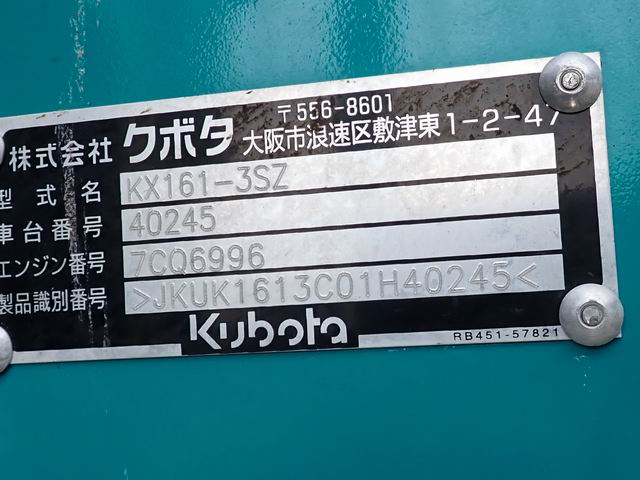 株式会社 クボタ 〒556-8601
大阪市浪速区敷津東1-2-47
型式名 KX161-3SZ
車台番号 40245
エンジン番号 7CQ6996
製品識別番号 >JKUK1613C01H40245<
Kubota
RB451-57821